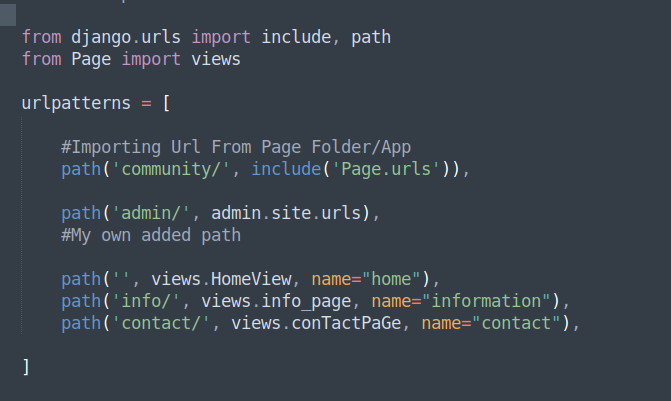 from django.urls import include, path
from Page import views
urlpatterns = [
#Importing Url From Page Folder/App
path('community/', include('Page.urls')),
path('admin/', admin.site.urls),
#My own added path
path('', views.HomeView, name="home"),
path('info/', views.info_page, name="information"),
path('contact/', views.conTactPaGe, name="contact"),
]